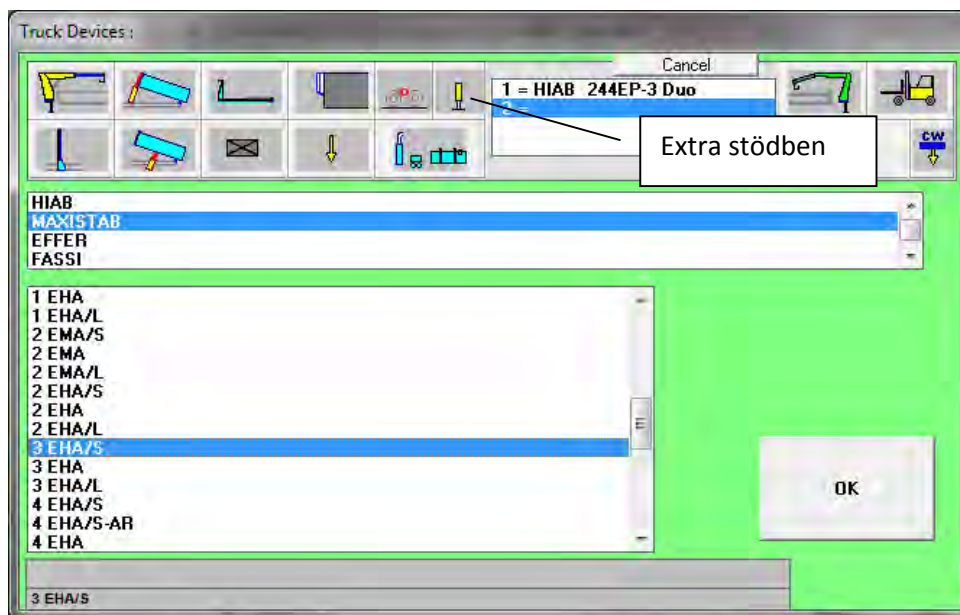 Truck Devices :
Cancel
1 = HIAB 244EP-3 Duo
2 =
Extra stödben
CW
HIAB
MAXISTAB
EFFER
FASSI
1 EHA
1 EHA/L
2 EMA/S
2 EMA
2 EMA/L
2 EHA/S
2 EHA
2 EHA/L
3 EHA/S
3 EHA
3 EHA/L
4 EHA/S
4 EHA/S-AR
4 EHA
OK
3 EHA/S